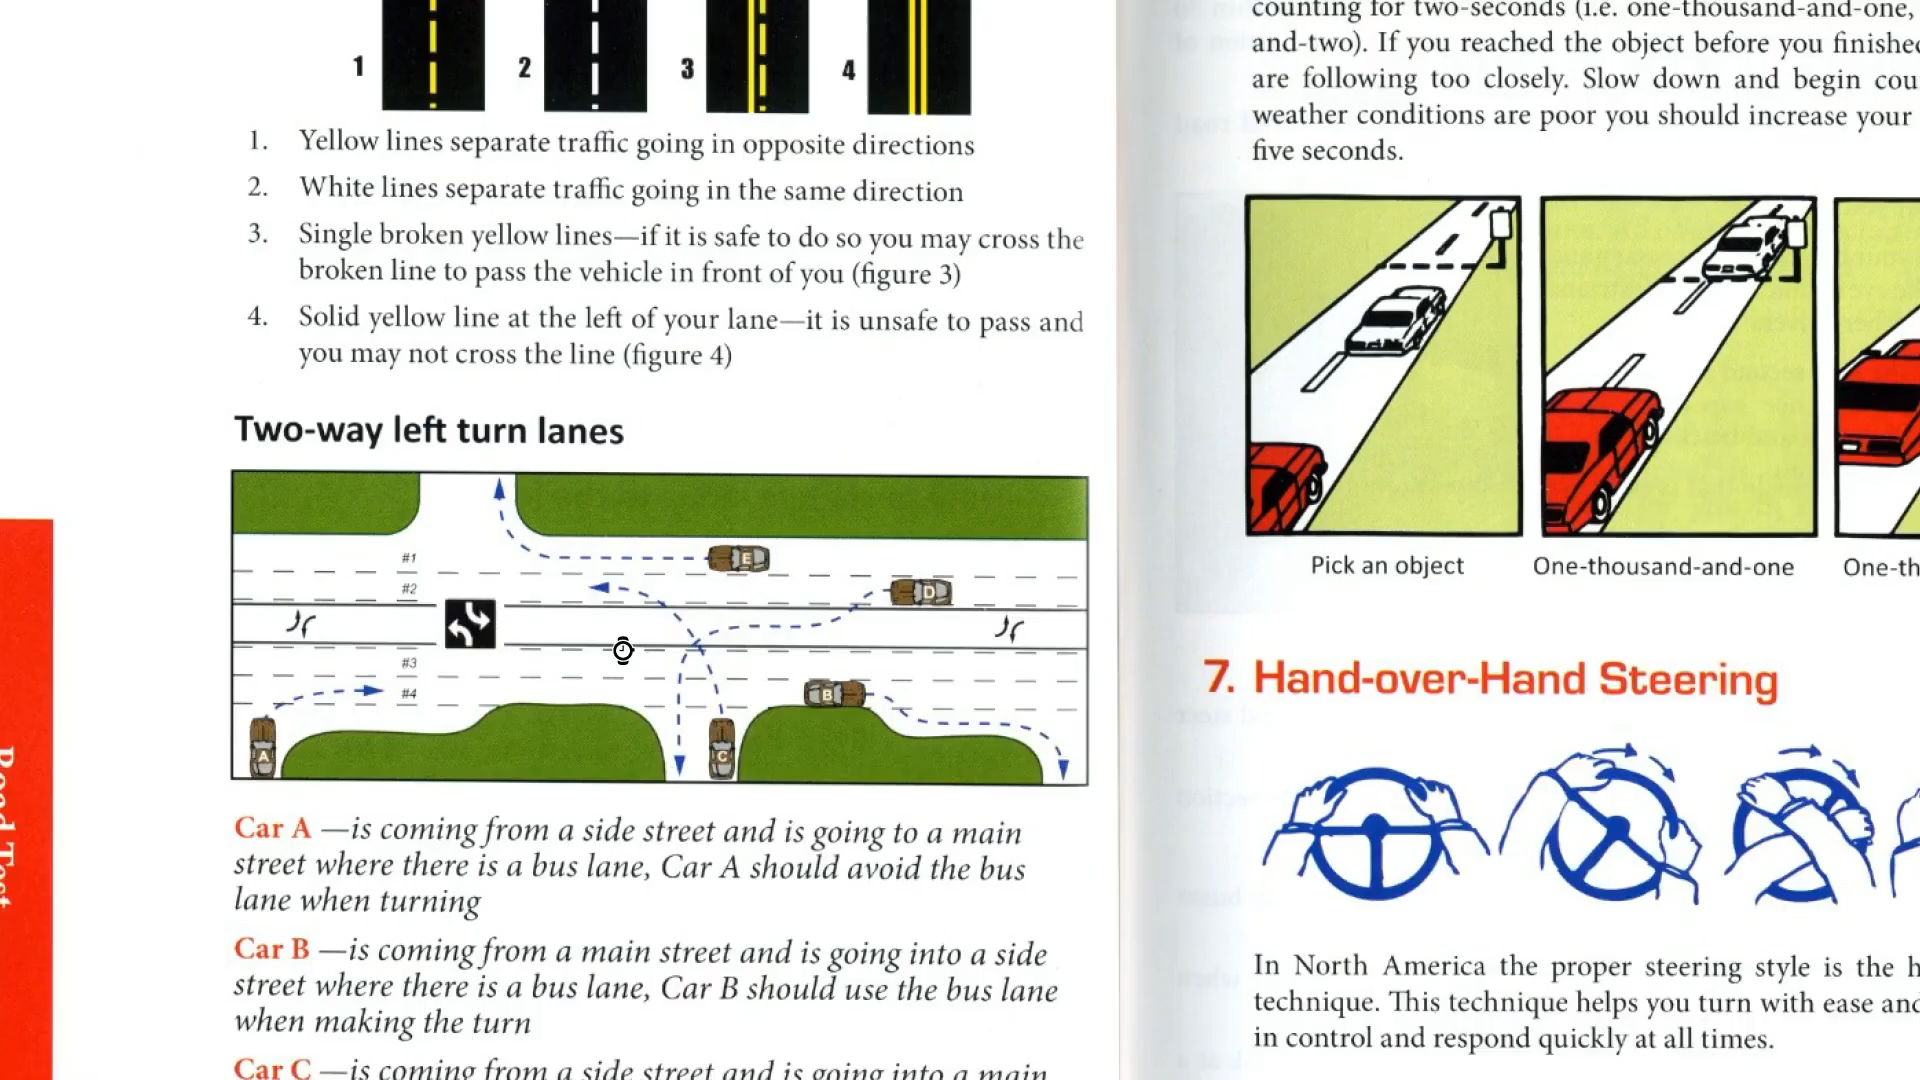 1 2 3 4
1. Yellow lines separate traffic going in opposite directions
2. White lines separate traffic going in the same direction
3. Single broken yellow lines—if it is safe to do so you may cross the
broken line to pass the vehicle in front of you (figure 3)
4. Solid yellow line at the left of your lane—it is unsafe to pass and
you may not cross the line (figure 4)
Two-way left turn lanes
#1
E
#2
D
#3
#4
B
A
C
Car A —is coming from a side street and is going to a main
street where there is a bus lane, Car A should avoid the bus
lane when turning
Car B —is coming from a main street and is going into a side
street where there is a bus lane, Car B should use the bus lane
when making the turn
Car C —is coming from a side street and is going into a main
Road Test
counting for two-seconds (i.e. one-thousand-and-one,
and-two). If you reached the object before you finished
are following too closely. Slow down and begin cou
weather conditions are poor you should increase your
five seconds.
Pick an object
One-thousand-and-one
One-th
7. Hand-over-Hand Steering
In North America the proper steering style is the h
technique. This technique helps you turn with ease and
in control and respond quickly at all times.